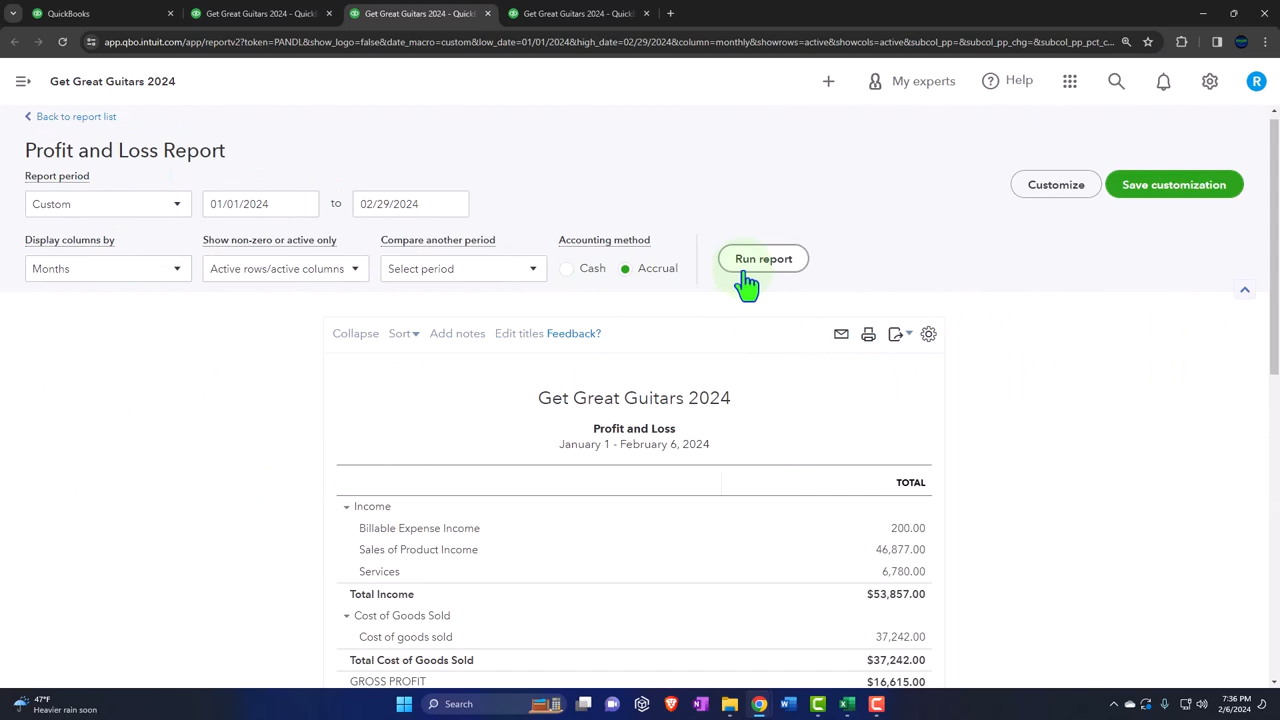 QuickBooks
Get Great Guitars 2024 - QuickB
Get Great Guitars 2024 - QuickB
Get Great Guitars 2024 - QuickB
app.qbo.intuit.com/app/reportv2?token=PANDL&show_logo=false&date_macro=custom&low_date=01/01/2024&high_date=02/29/2024&column=monthly&showrows=active&showcols=active&subcol_pp=&subcol_pp_chg=&subcol_pp_pct_c...
Get Great Guitars 2024
My experts
Help
R
Back to report list
Profit and Loss Report
Report period
Custom
01/01/2024
to
02/29/2024
Customize
Save customization
Display columns by
Show non-zero or active only
Compare another period
Accounting method
Months
Active rows/active columns
Select period
Cash
Accrual
Run report
Collapse
Sort
Add notes
Edit titles
Feedback?
Get Great Guitars 2024
Profit and Loss
January 1 - February 6, 2024
TOTAL
Income
Billable Expense Income 200.00
Sales of Product Income 46,877.00
Services 6,780.00
Total Income $53,857.00
Cost of Goods Sold
Cost of goods sold 37,242.00
Total Cost of Goods Sold $37,242.00
GROSS PROFIT $16,615.00
47°F
Heavier rain soon
Search
7:36 PM
2/6/2024